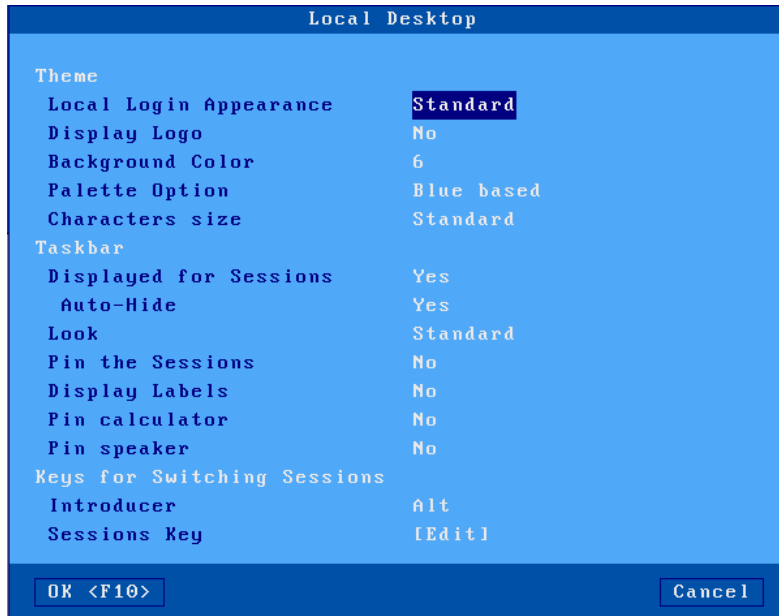 Local Desktop
Theme
Local Login Appearance Standard
Display Logo No
Background Color 6
Palette Option Blue based
Characters size Standard
Taskbar
Displayed for Sessions Yes
Auto-Hide Yes
Look Standard
Pin the Sessions No
Display Labels No
Pin calculator No
Pin speaker No
Keys for Switching Sessions
Introducer Alt
Sessions Key [Edit]
OK <F10> Cancel